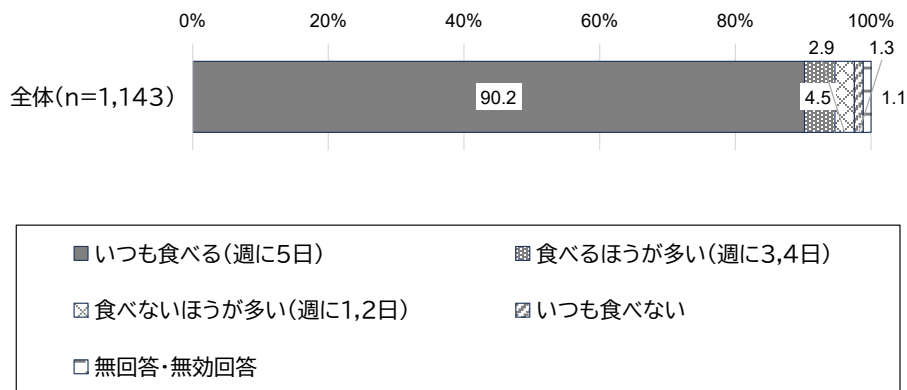 0% 20% 40% 60% 80% 100%
2.9 1.3
全体(n=1,143) 90.2 4.5 1.1
いつも食べる(週に5日) 食べるほうが多い(週に3,4日)
食べないほうが多い(週に1,2日) いつも食べない
無回答・無効回答